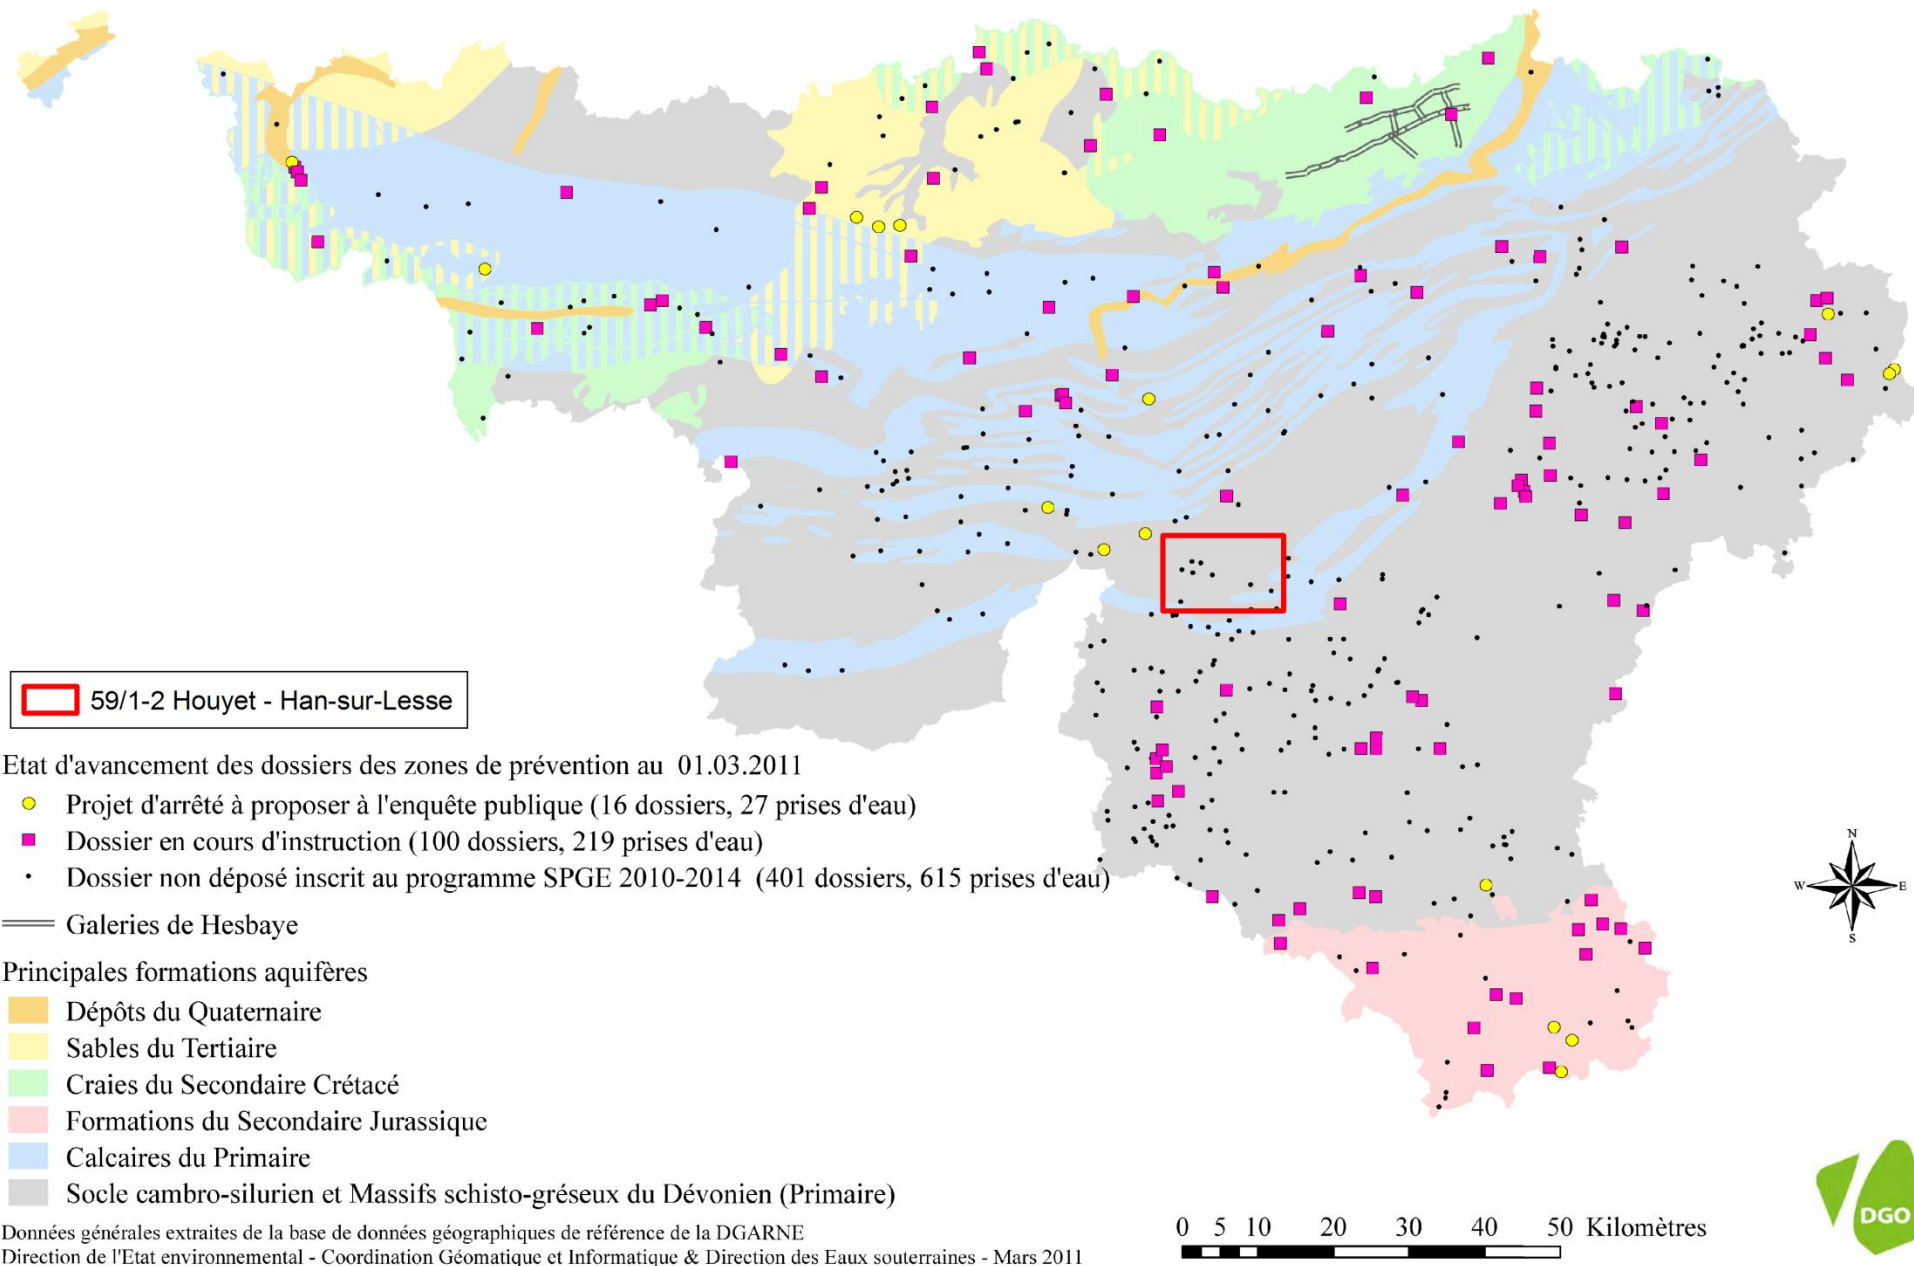 59/1-2 Houyet - Han-sur-Lesse
Etat d'avancement des dossiers des zones de prévention au 01.03.2011
Projet d'arrêté à proposer à l'enquête publique (16 dossiers, 27 prises d'eau)
Dossier en cours d'instruction (100 dossiers, 219 prises d'eau)
Dossier non déposé inscrit au programme SPGE 2010-2014 (401 dossiers, 615 prises d'eau)
Galeries de Hesbaye
Principales formations aquifères
Dépôts du Quaternaire
Sables du Tertiaire
Craies du Secondaire Crétacé
Formations du Secondaire Jurassique
Calcaires du Primaire
Socle cambro-silurien et Massifs schisto-gréseux du Dévonien (Primaire)
Données générales extraites de la base de données géographiques de référence de la DGARNE
Direction de l'Etat environnemental - Coordination Géomatique et Informatique & Direction des Eaux souterraines - Mars 2011
N
W E
S
0 5 10 20 30 40 50 Kilomètres
DGO